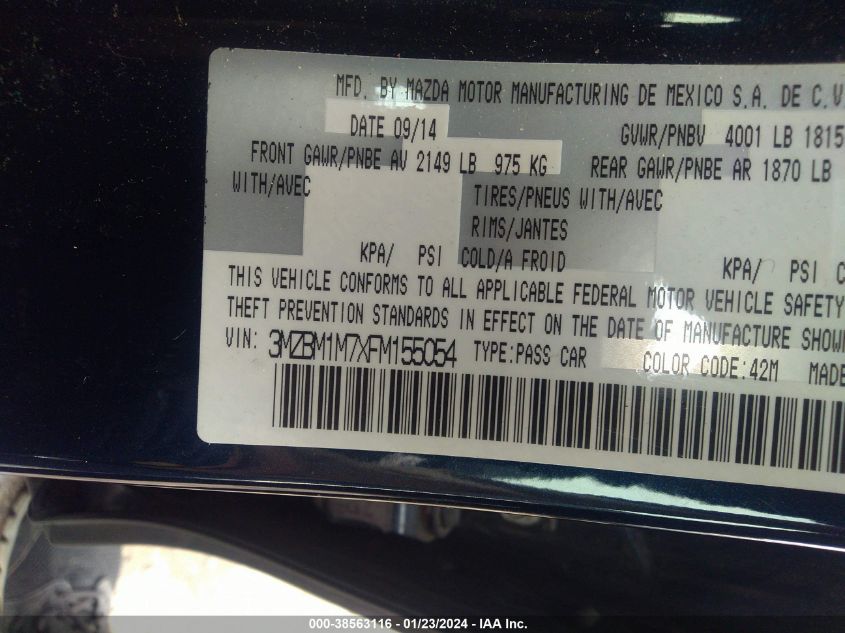 MFD. BY MAZDA MOTOR MANUFACTURING DE MEXICO S.A. DE C.V
DATE 09/14 GVWR/PNBV 4001 LB 1815
FRONT GAWR/PNBE AV 2149 LB 975 KG REAR GAWR/PNBE AR 1870 LB
WITH/AVEC TIRES/PNEUS WITH/AVEC
RIMS/JANTES
KPA/ PSI COLD/A FROID KPA/ PSI C
THIS VEHICLE CONFORMS TO ALL APPLICABLE FEDERAL MOTOR VEHICLE SAFETY
THEFT PREVENTION STANDARDS IN EFFECT ON THE DATE OF MANUFACTURE SHOW
VIN: 3MZBM1M7XFM155054 TYPE:PASS CAR COLOR CODE:42M MADE
000-38563116 - 01/23/2024 - IAA Inc.